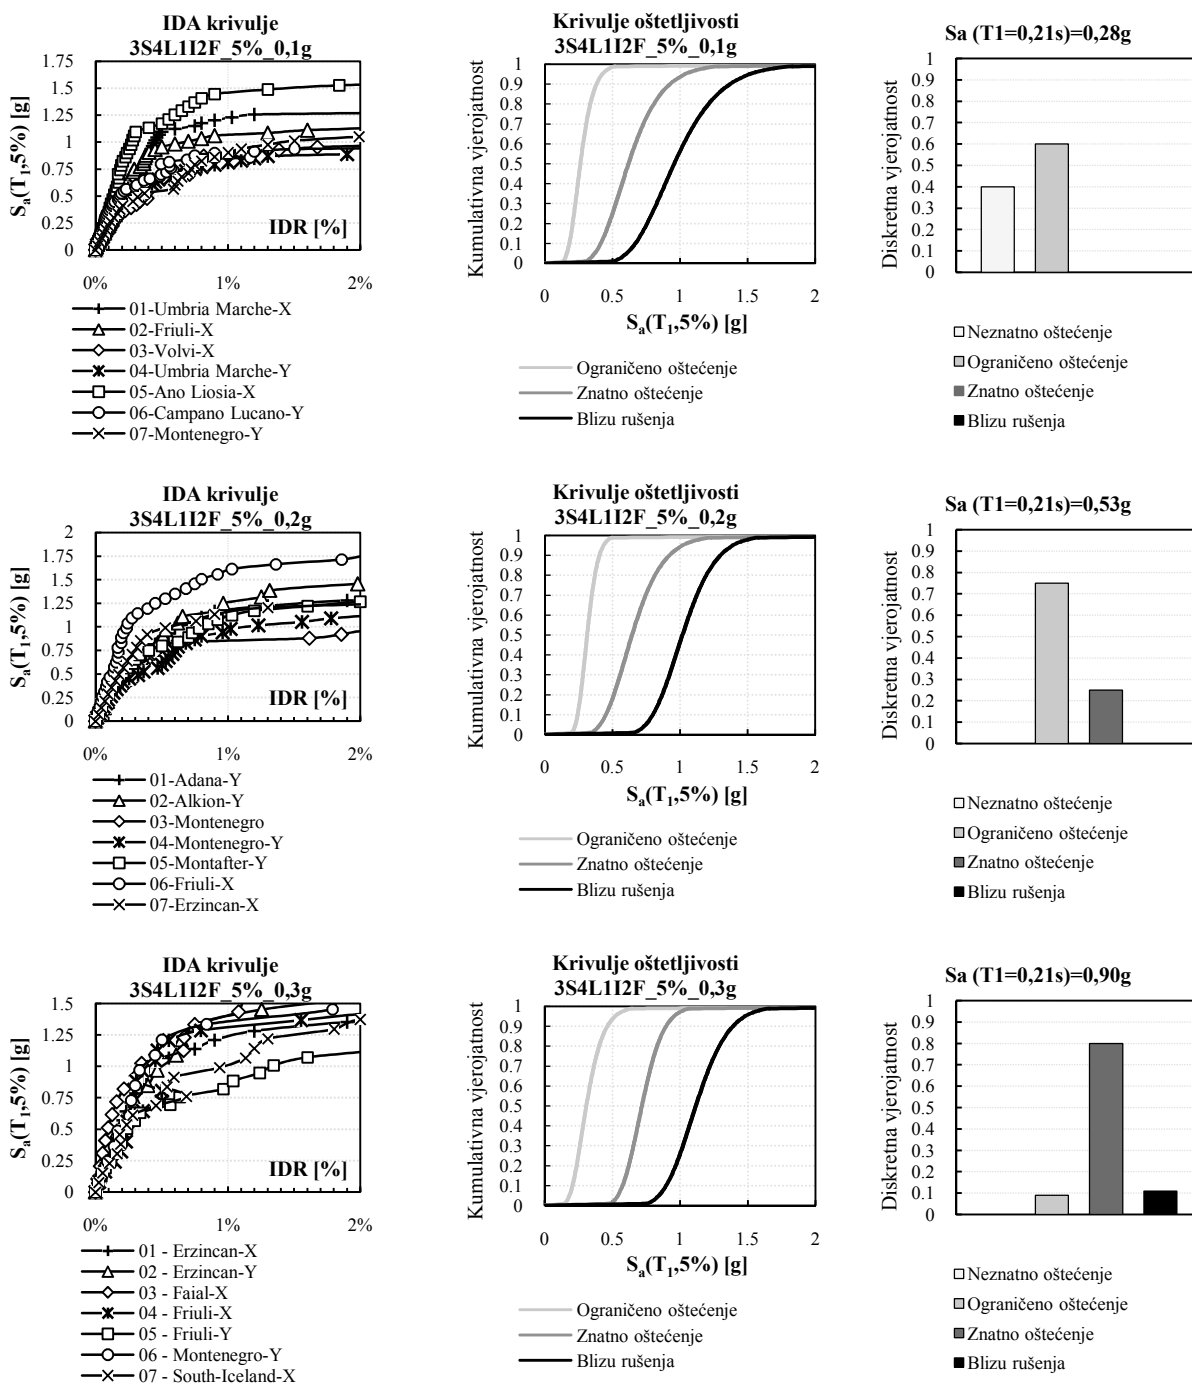 IDA krivulje
3S4L1I2F_5%_0,1g
Sₐ(T₁,5%) [g]
1.75
1.5
1.25
1
0.75
0.5
0.25
0
IDR [%]
0% 1% 2%
01-Umbria Marche-X
02-Friuli-X
03-Volvi-X
04-Umbria Marche-Y
05-Ano Liosia-X
06-Campano Lucano-Y
07-Montenegro-Y
Krivulje oštetljivosti
3S4L1I2F_5%_0,1g
Kumulativna vjerojatnost
1
0.9
0.8
0.7
0.6
0.5
0.4
0.3
0.2
0.1
0
0 0.5 1 1.5 2
Sₐ(T₁,5%) [g]
Ograničeno oštećenje
Znatno oštećenje
Blizu rušenja
Sa (T1=0,21s)=0,28g
Diskretna vjerojatnost
1
0.9
0.8
0.7
0.6
0.5
0.4
0.3
0.2
0.1
0
Neznatno oštećenje
Ograničeno oštećenje
Znatno oštećenje
Blizu rušenja
IDA krivulje
3S4L1I2F_5%_0,2g
Sₐ(T₁,5%) [g]
2
1.75
1.5
1.25
1
0.75
0.5
0.25
0
IDR [%]
0% 1% 2%
01-Adana-Y
02-Alkion-Y
03-Montenegro
04-Montenegro-Y
05-Montafter-Y
06-Friuli-X
07-Erzincan-X
Krivulje oštetljivosti
3S4L1I2F_5%_0,2g
Kumulativna vjerojatnost
1
0.9
0.8
0.7
0.6
0.5
0.4
0.3
0.2
0.1
0
0 0.5 1 1.5 2
Sₐ(T₁,5%) [g]
Ograničeno oštećenje
Znatno oštećenje
Blizu rušenja
Sa (T1=0,21s)=0,53g
Diskretna vjerojatnost
1
0.9
0.8
0.7
0.6
0.5
0.4
0.3
0.2
0.1
0
Neznatno oštećenje
Ograničeno oštećenje
Znatno oštećenje
Blizu rušenja
IDA krivulje
3S4L1I2F_5%_0,3g
Sₐ(T₁,5%) [g]
1.5
1.25
1
0.75
0.5
0.25
0
IDR [%]
0% 1% 2%
01 - Erzincan-X
02 - Erzincan-Y
03 - Faial-X
04 - Friuli-X
05 - Friuli-Y
06 - Montenegro-Y
07 - South-Iceland-X
Krivulje oštetljivosti
3S4L1I2F_5%_0,3g
Kumulativna vjerojatnost
1
0.9
0.8
0.7
0.6
0.5
0.4
0.3
0.2
0.1
0
0 0.5 1 1.5 2
Sₐ(T₁,5%) [g]
Ograničeno oštećenje
Znatno oštećenje
Blizu rušenja
Sa (T1=0,21s)=0,90g
Diskretna vjerojatnost
1
0.9
0.8
0.7
0.6
0.5
0.4
0.3
0.2
0.1
0
Neznatno oštećenje
Ograničeno oštećenje
Znatno oštećenje
Blizu rušenja